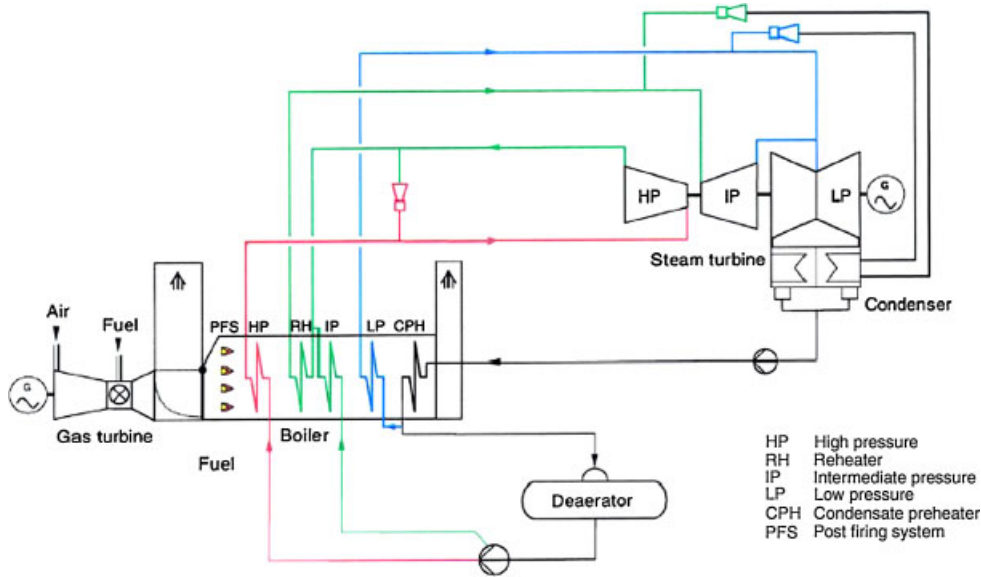 HP
IP
LP
G
Steam turbine
Condenser
Air
Fuel
PFS
HP
RH
IP
LP
CPH
G
Gas turbine
Boiler
Fuel
Deaerator
HP High pressure
RH Reheater
IP Intermediate pressure
LP Low pressure
CPH Condensate preheater
PFS Post firing system